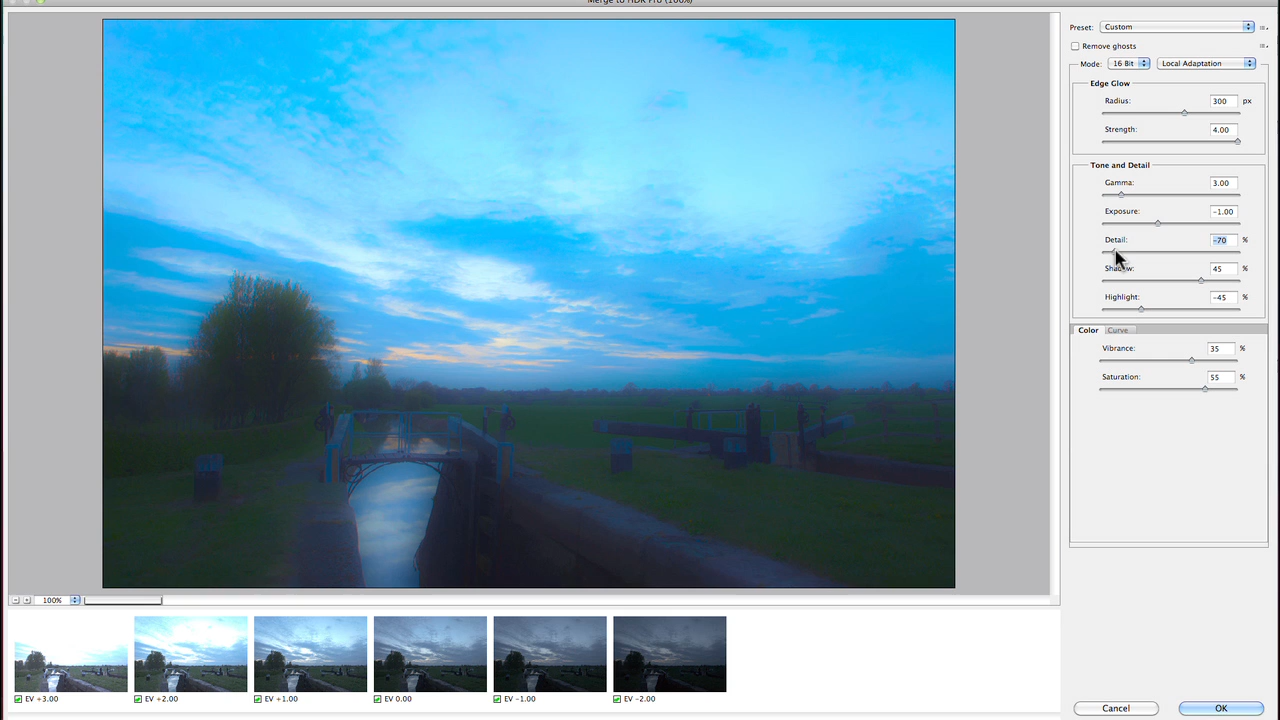 Merge to HDR Pro (100%)
Preset: Custom
Remove ghosts
Mode: 16 Bit Local Adaptation
Edge Glow
Radius: 300 px
Strength: 4.00
Tone and Detail
Gamma: 3.00
Exposure: -1.00
Detail: -70 %
Shadow: 45 %
Highlight: -45 %
Color Curve
Vibrance: 35 %
Saturation: 55 %
100%
EV +3.00 EV +2.00 EV +1.00 EV 0.00 EV -1.00 EV -2.00
Cancel OK